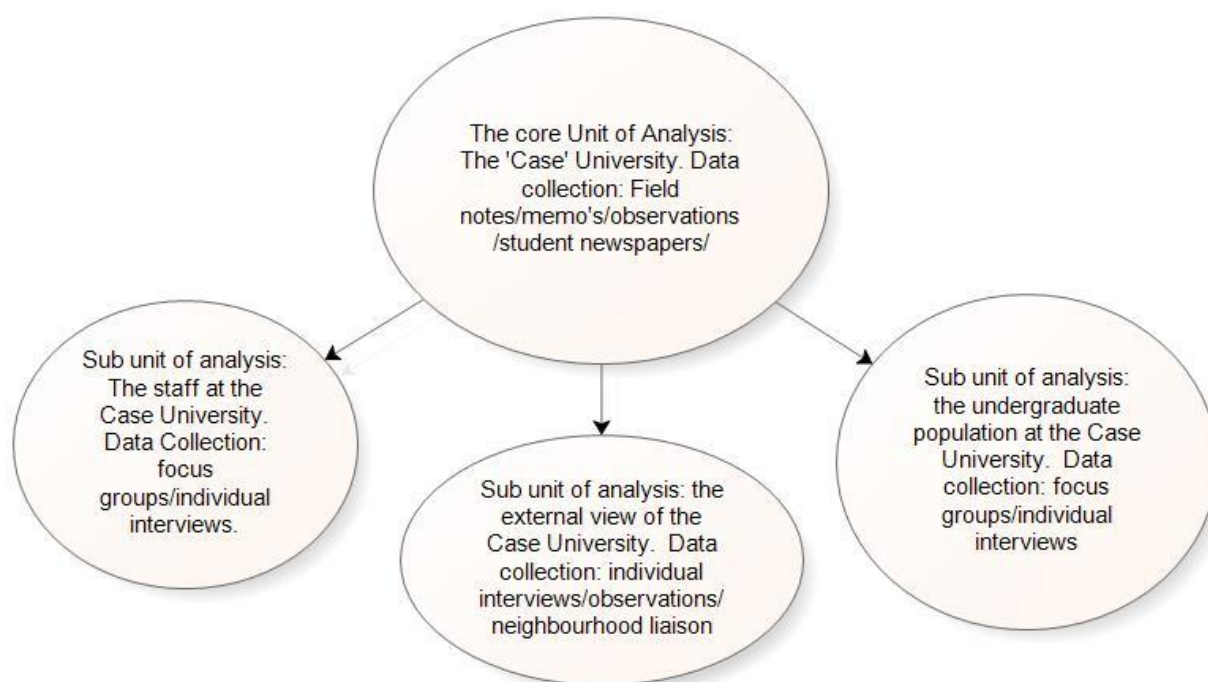 The core Unit of Analysis:
The 'Case' University. Data
collection: Field
notes/memo's/observations
/student newspapers/
Sub unit of analysis:
The staff at the
Case University.
Data Collection:
focus
groups/individual
interviews.
Sub unit of analysis: the
external view of the
Case University.  Data
collection: individual
interviews/observations/
neighbourhood liaison
Sub unit of analysis:
the undergraduate
population at the Case
University.  Data
collection: focus
groups/individual
interviews